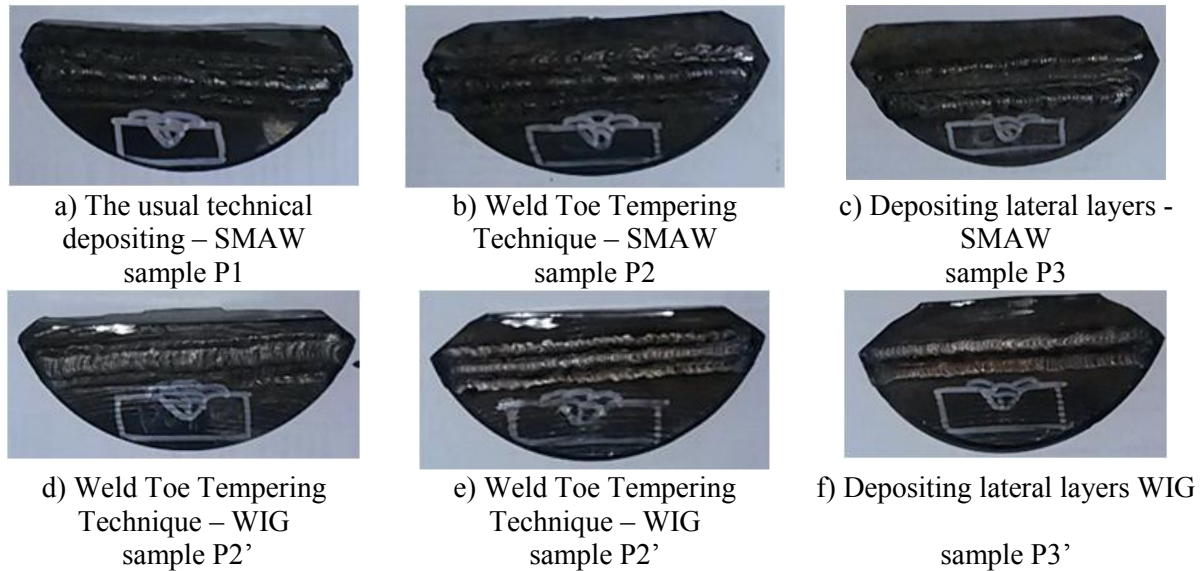 a) The usual technical
depositing – SMAW
sample P1
b) Weld Toe Tempering
Technique – SMAW
sample P2
c) Depositing lateral layers -
SMAW
sample P3
d) Weld Toe Tempering
Technique – WIG
sample P2’
e) Weld Toe Tempering
Technique – WIG
sample P2’
f) Depositing lateral layers WIG
sample P3’